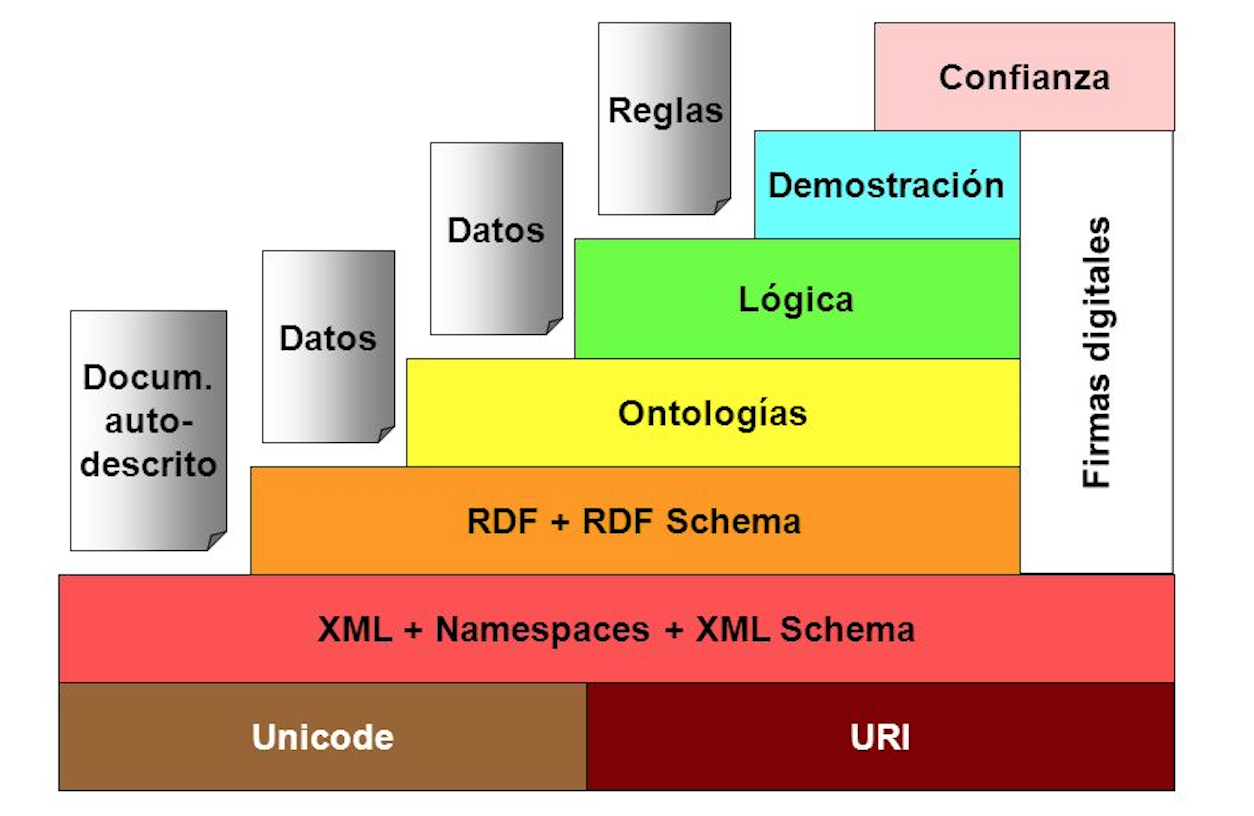 Confianza
Reglas
Demostración
Datos
Lógica
Firmas digitales
Datos
Docum.
auto-
descrito
Ontologías
RDF + RDF Schema
XML + Namespaces + XML Schema
Unicode
URI